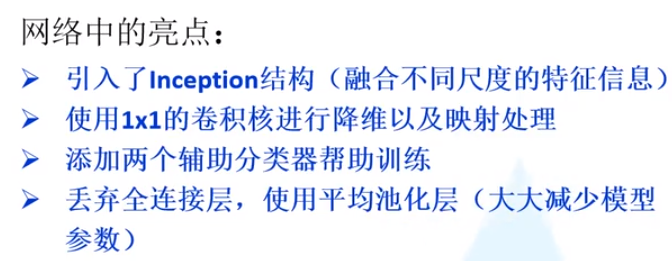 网络中的亮点：
➢ 引入了Inception结构（融合不同尺度的特征信息）
➢ 使用1x1的卷积核进行降维以及映射处理
➢ 添加两个辅助分类器帮助训练
➢ 丢弃全连接层，使用平均池化层（大大减少模型
参数）